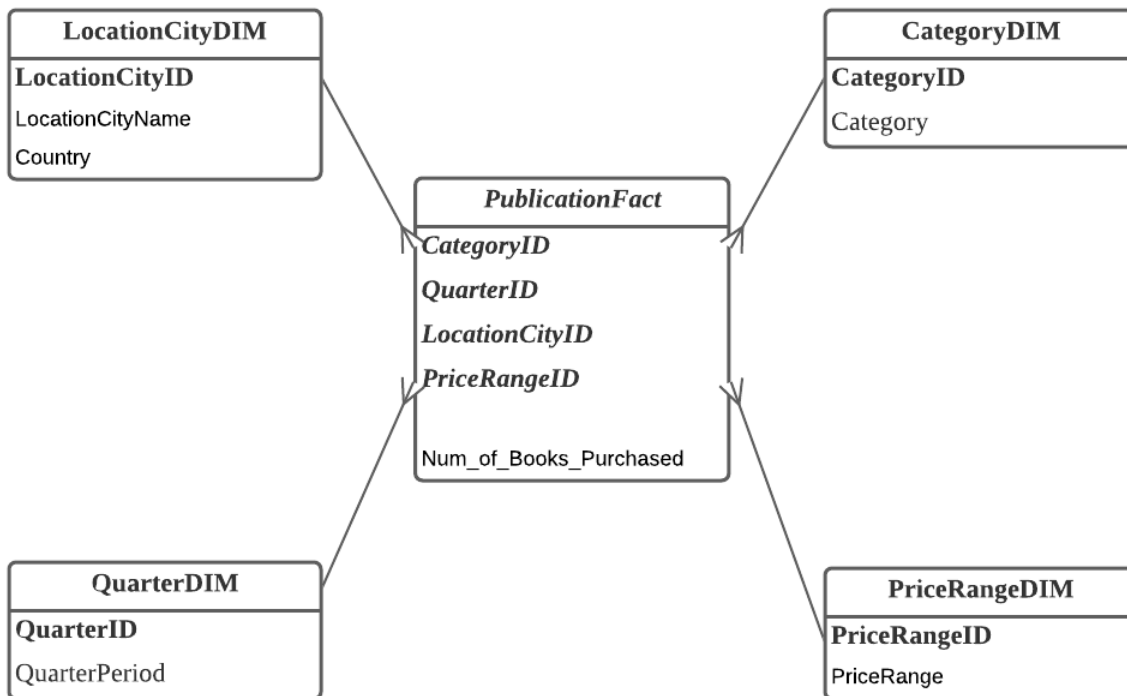 LocationCityDIM
LocationCityID
LocationCityName
Country
CategoryDIM
CategoryID
Category
PublicationFact
CategoryID
QuarterID
LocationCityID
PriceRangeID
Num_of_Books_Purchased
QuarterDIM
QuarterID
QuarterPeriod
PriceRangeDIM
PriceRangeID
PriceRange